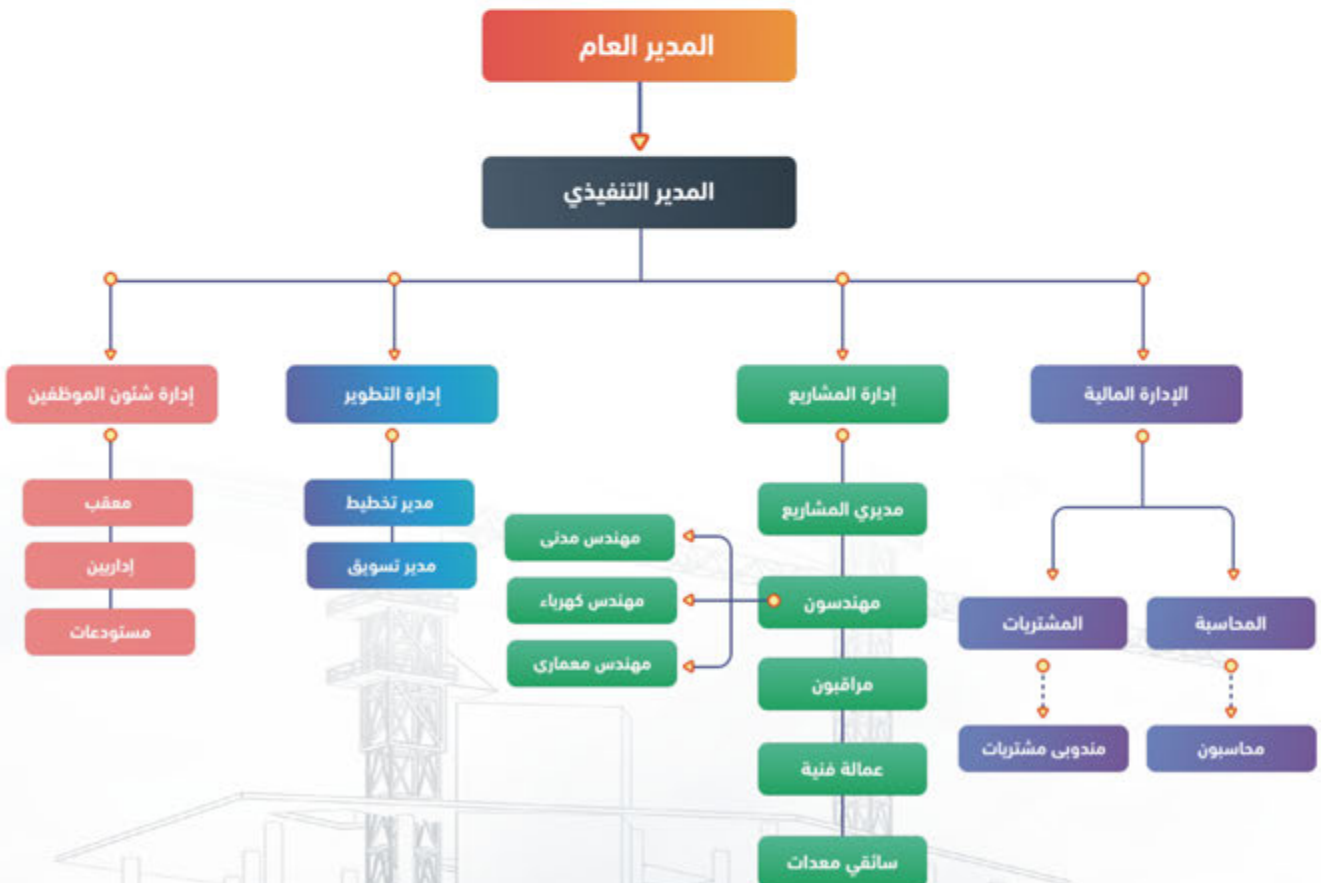 المدير العام
المدير التنفيذي
الإدارة المالية
إدارة المشاريع
إدارة التطوير
إدارة شئون الموظفين
المحاسبة
المشتريات
محاسبون
مندوبى مشتريات
مديري المشاريع
مهندسون
مهندس مدنى
مهندس كهرباء
مهندس معمارى
مراقبون
عمالة فنية
سائقي معدات
مدير تخطيط
مدير تسويق
معقب
إداريين
مستودعات